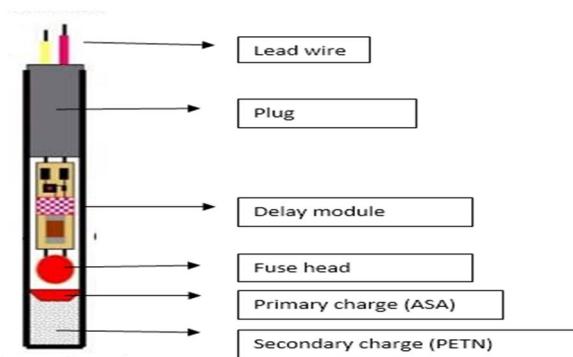 Lead wire
Plug
Delay module
Fuse head
Primary charge (ASA)
Secondary charge (PETN)